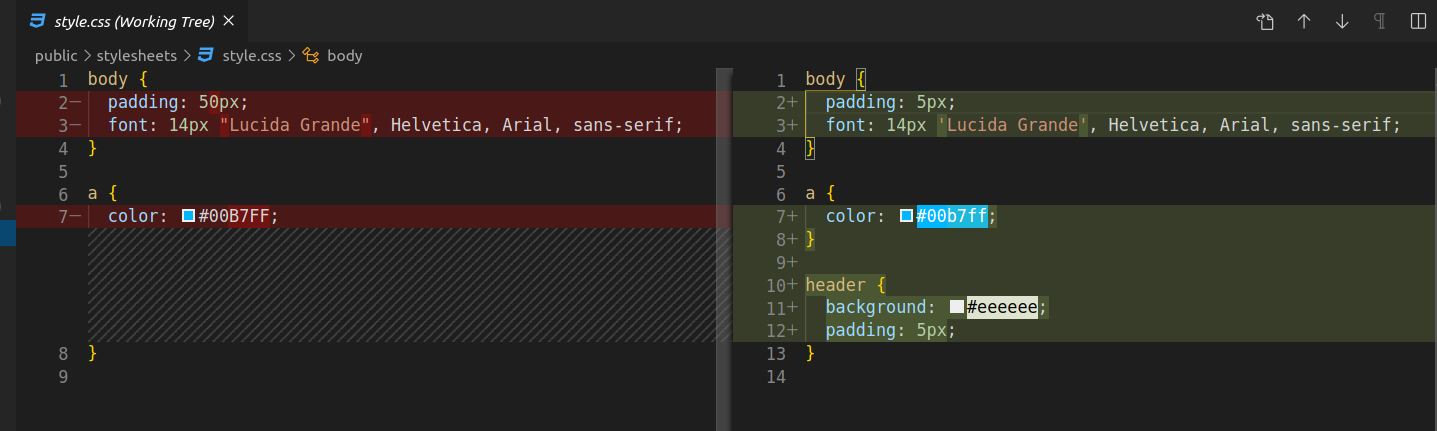 style.css (Working Tree) ×
public > stylesheets > style.css > body
1 body {
2− padding: 50px;
3− font: 14px "Lucida Grande", Helvetica, Arial, sans-serif;
4 }
5
6 a {
7− color: #00B7FF;
8 }
9
1 body {
2+ padding: 5px;
3+ font: 14px 'Lucida Grande', Helvetica, Arial, sans-serif;
4 }
5
6 a {
7+ color: #00b7ff;
8+ }
9+
10+ header {
11+ background: #eeeeee;
12+ padding: 5px;
13 }
14